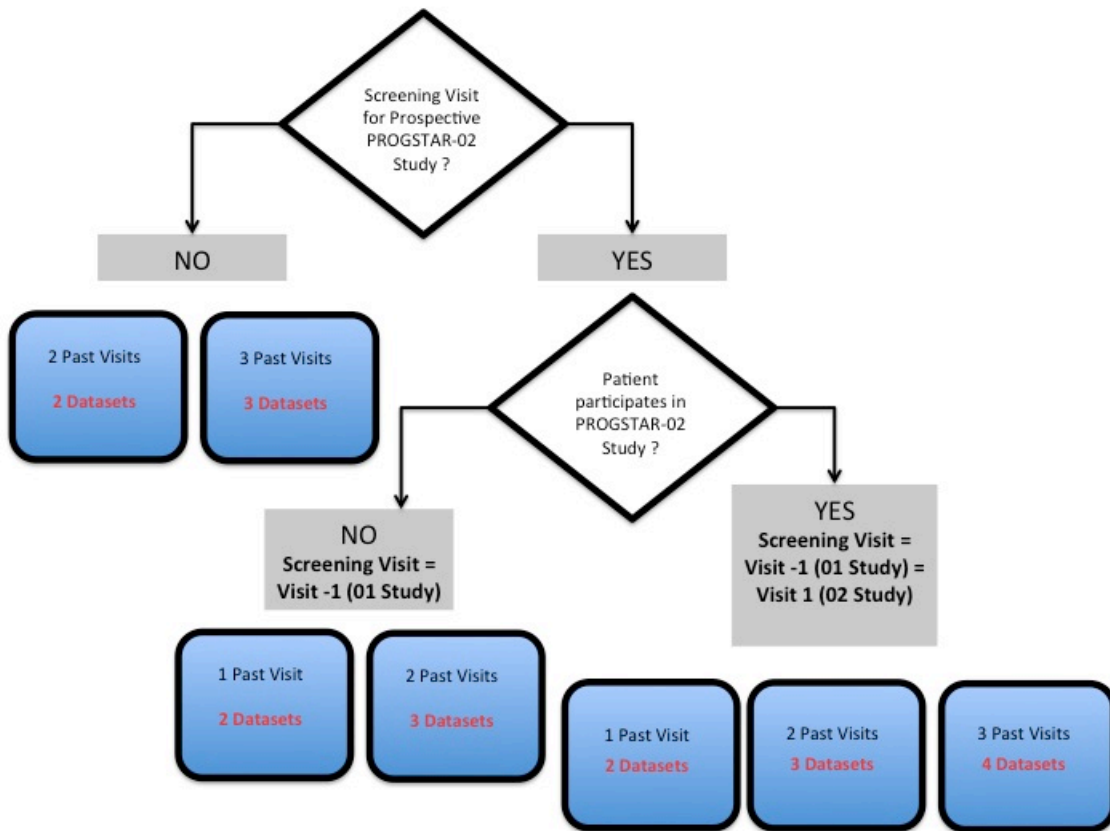 Screening Visit
for Prospective
PROGSTAR-02
Study ?
NO
YES
2 Past Visits
2 Datasets
3 Past Visits
3 Datasets
Patient
participates in
PROGSTAR-02
Study ?
NO
Screening Visit =
Visit -1 (01 Study)
YES
Screening Visit =
Visit -1 (01 Study) =
Visit 1 (02 Study)
1 Past Visit
2 Datasets
2 Past Visits
3 Datasets
1 Past Visit
2 Datasets
2 Past Visits
3 Datasets
3 Past Visits
4 Datasets